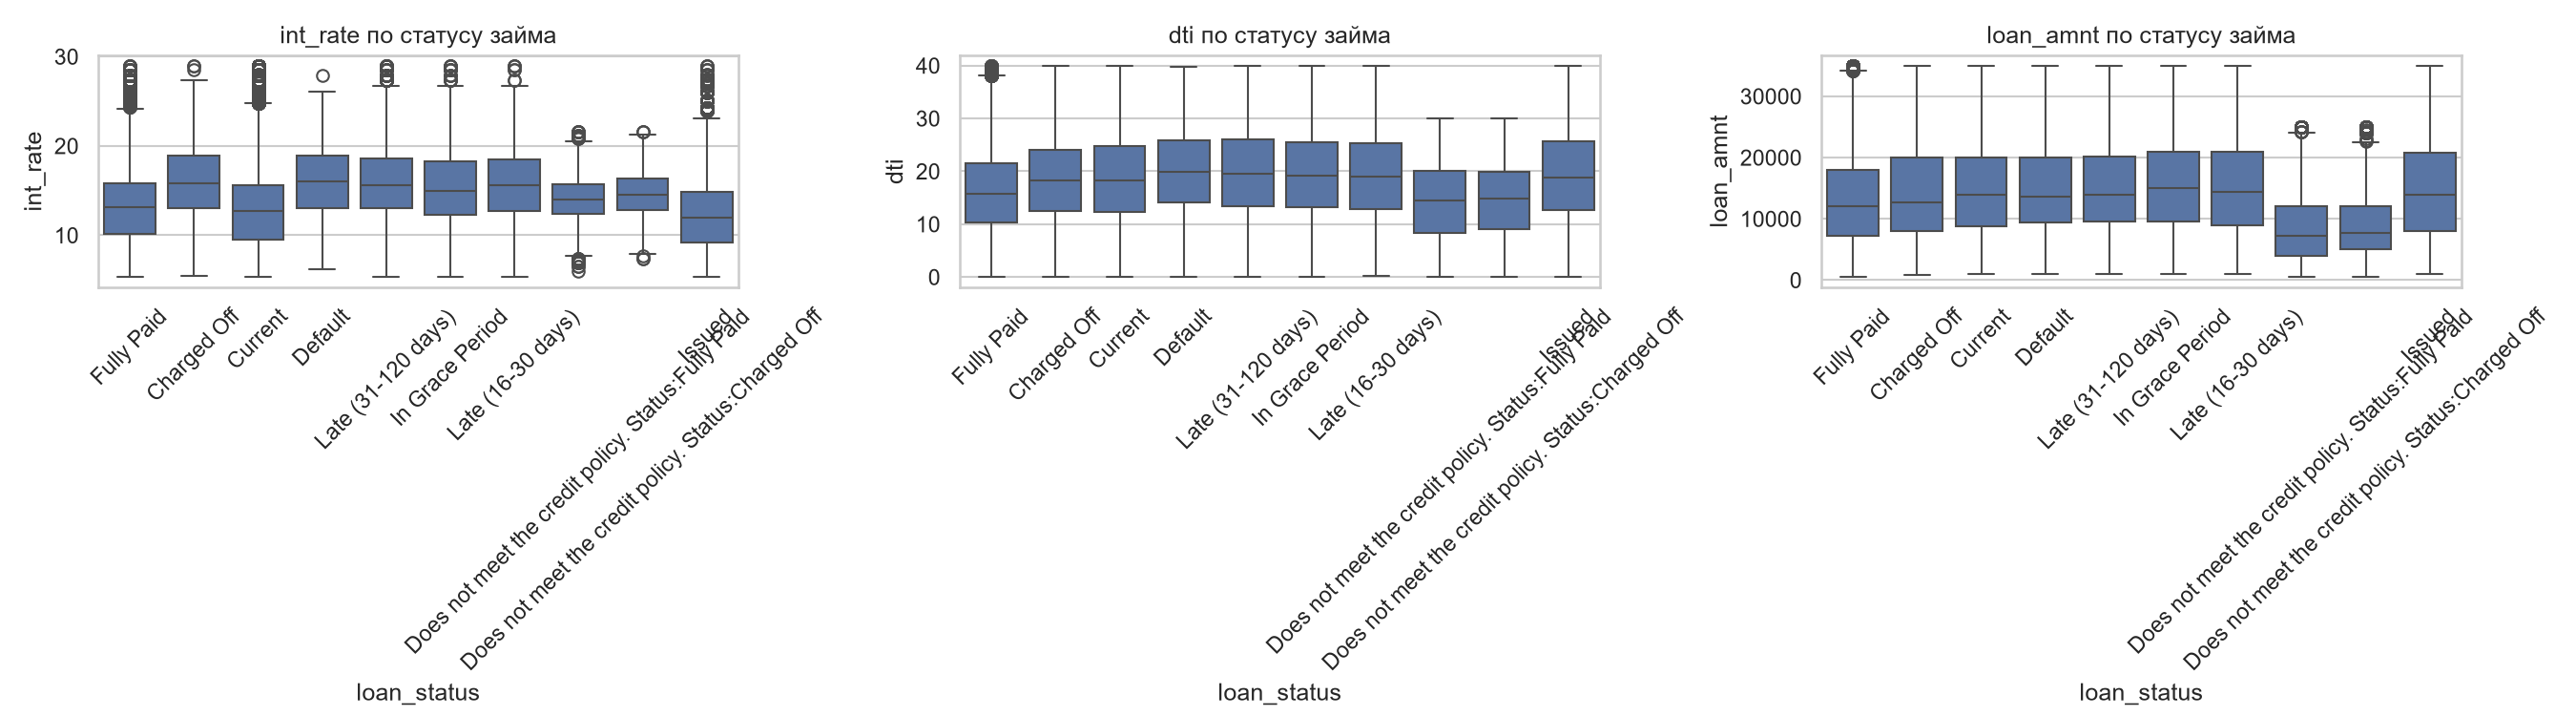 int_rate по статусу займа
int_rate
30
20
10
Fully Paid
Charged Off
Current
Default
Late (31-120 days)
In Grace Period
Late (16-30 days)
Does not meet the credit policy. Status:Fully Paid
Does not meet the credit policy. Status:Charged Off
Issued
loan_status
dti по статусу займа
dti
40
30
20
10
0
Fully Paid
Charged Off
Current
Default
Late (31-120 days)
In Grace Period
Late (16-30 days)
Does not meet the credit policy. Status:Fully Paid
Does not meet the credit policy. Status:Charged Off
Issued
loan_status
loan_amnt по статусу займа
loan_amnt
30000
20000
10000
0
Fully Paid
Charged Off
Current
Default
Late (31-120 days)
In Grace Period
Late (16-30 days)
Does not meet the credit policy. Status:Fully Paid
Does not meet the credit policy. Status:Charged Off
Issued
loan_status